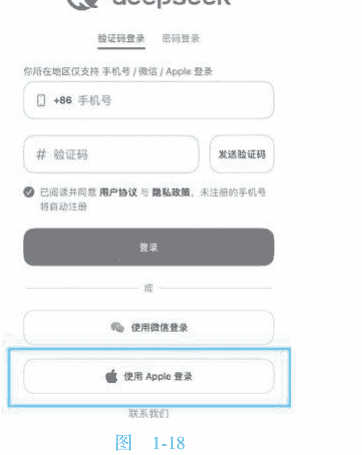 deepseek
验证码登录 密码登录
你所在地区仅支持 手机号 / 微信 / Apple 登录
+86 手机号
# 验证码 发送验证码
已阅读并同意 用户协议 与 隐私政策，未注册的手机号
将自动注册
登录
或
使用微信登录
使用 Apple 登录
联系我们
图 1-18